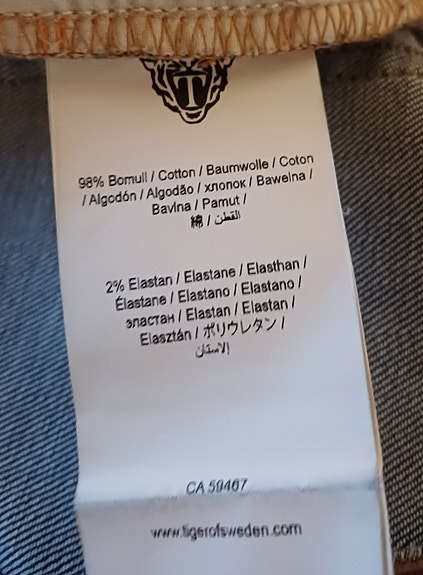 T
98% Bomull / Cotton / Baumwolle / Coton
/ Algodón / Algodão / хлопок / Bawełna /
Bavlna / Pamut /
綿 / القطن
2% Elastan / Elastane / Elasthan /
Élastane / Elastano / Elastano /
эластан / Elastan / Elastan /
Elasztán / ポリウレタン /
الاستان
CA 59467
www.tigerofsweden.com